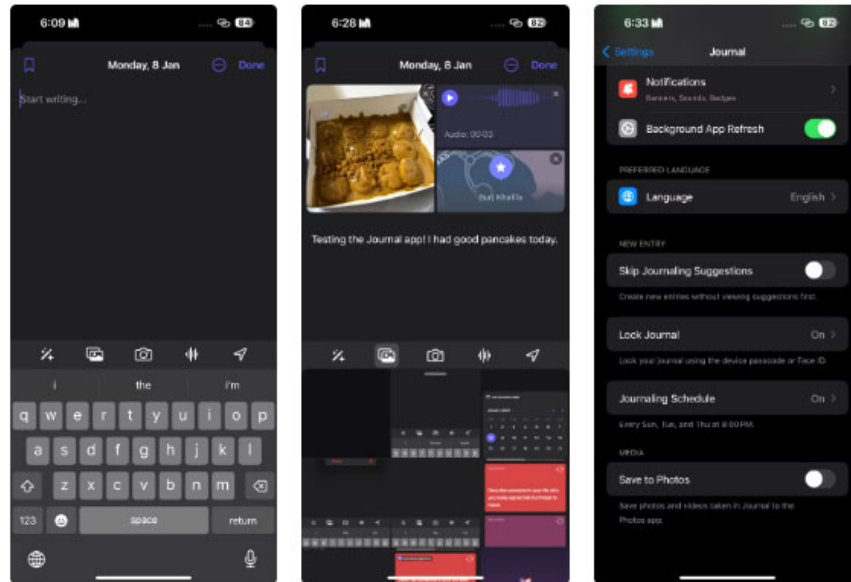 6:09
84
Monday, 8 Jan
Done
Start writing...
i
the
i'm
q w e r t y u i o p
a s d f g h j k l
z x c v b n m
123
space
return
6:28
82
Monday, 8 Jan
Done
Audio: 00:03
Burj Khalifa
Testing the Journal app! I had good pancakes today.
6:33
82
Settings
Journal
Notifications
Banners, Sounds, Badges
Background App Refresh
PREFERRED LANGUAGE
Language
English
NEW ENTRY
Skip Journaling Suggestions
Create new entries without viewing suggestions first.
Lock Journal
On
Lock your journal using the device passcode or Face ID.
Journaling Schedule
On
Every Sun, Tue, and Thu at 8:00 PM.
MEDIA
Save to Photos
Save photos and videos taken in Journal to the
Photos app.